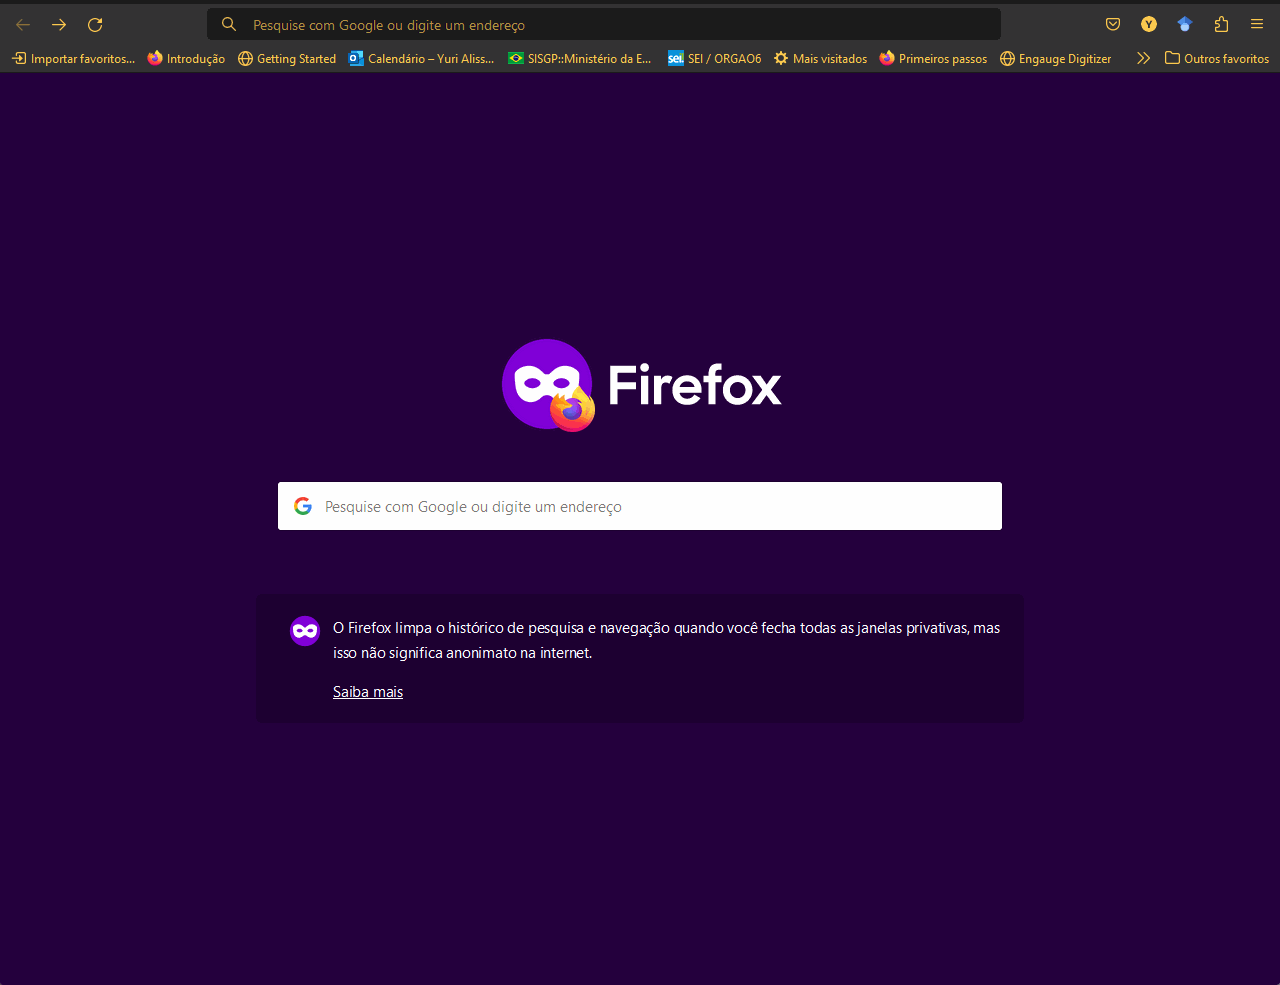 Pesquise com Google ou digite um endereço
Y
Importar favoritos... Introdução Getting Started Calendário – Yuri Aliss... SISGP::Ministério da E... sei. SEI / ORGAO6 Mais visitados Primeiros passos Engauge Digitizer Outros favoritos
Firefox
Pesquise com Google ou digite um endereço
O Firefox limpa o histórico de pesquisa e navegação quando você fecha todas as janelas privativas, mas
isso não significa anonimato na internet.
Saiba mais